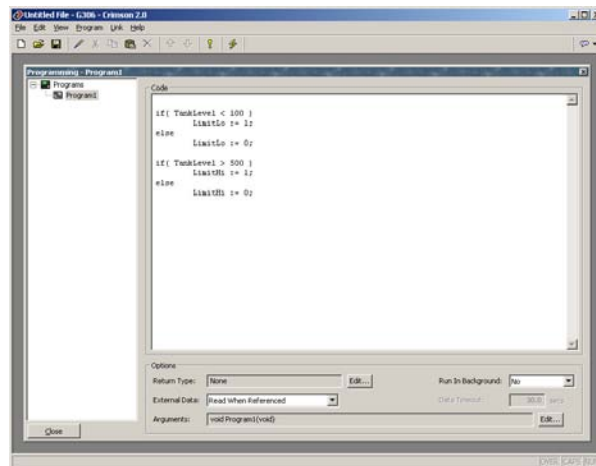 Untitled File - G306 - Crimson 2.0
File Edit View Program Link Help
Programming - Program1
Programs
Program1
Code
if( TankLevel < 100 )
LimitLo := 1;
else
LimitLo := 0;
if( TankLevel > 500 )
LimitHi := 1;
else
LimitHi := 0;
Options
Return Type: None Edit... Run In Background: No
External Data: Read When Referenced Data Timeout: 30.0 secs
Arguments: void Program1(void) Edit...
Close